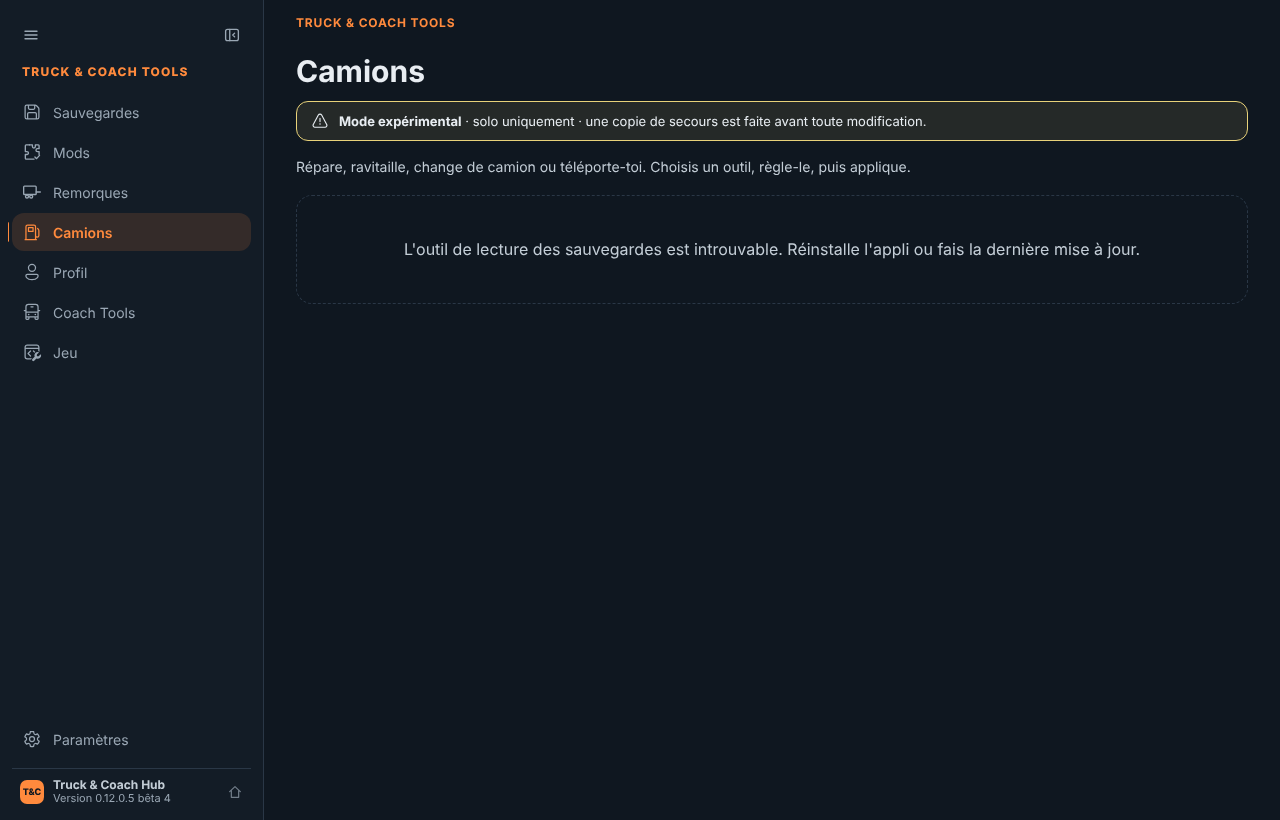 TRUCK & COACH TOOLS
Sauvegardes
Mods
Remorques
Camions
Profil
Coach Tools
Jeu
Paramètres
T&C
Truck & Coach Hub
Version 0.12.0.5 bêta 4
TRUCK & COACH TOOLS
Camions
Mode expérimental · solo uniquement · une copie de secours est faite avant toute modification.
Répare, ravitaille, change de camion ou téléporte-toi. Choisis un outil, règle-le, puis applique.
L'outil de lecture des sauvegardes est introuvable. Réinstalle l'appli ou fais la dernière mise à jour.